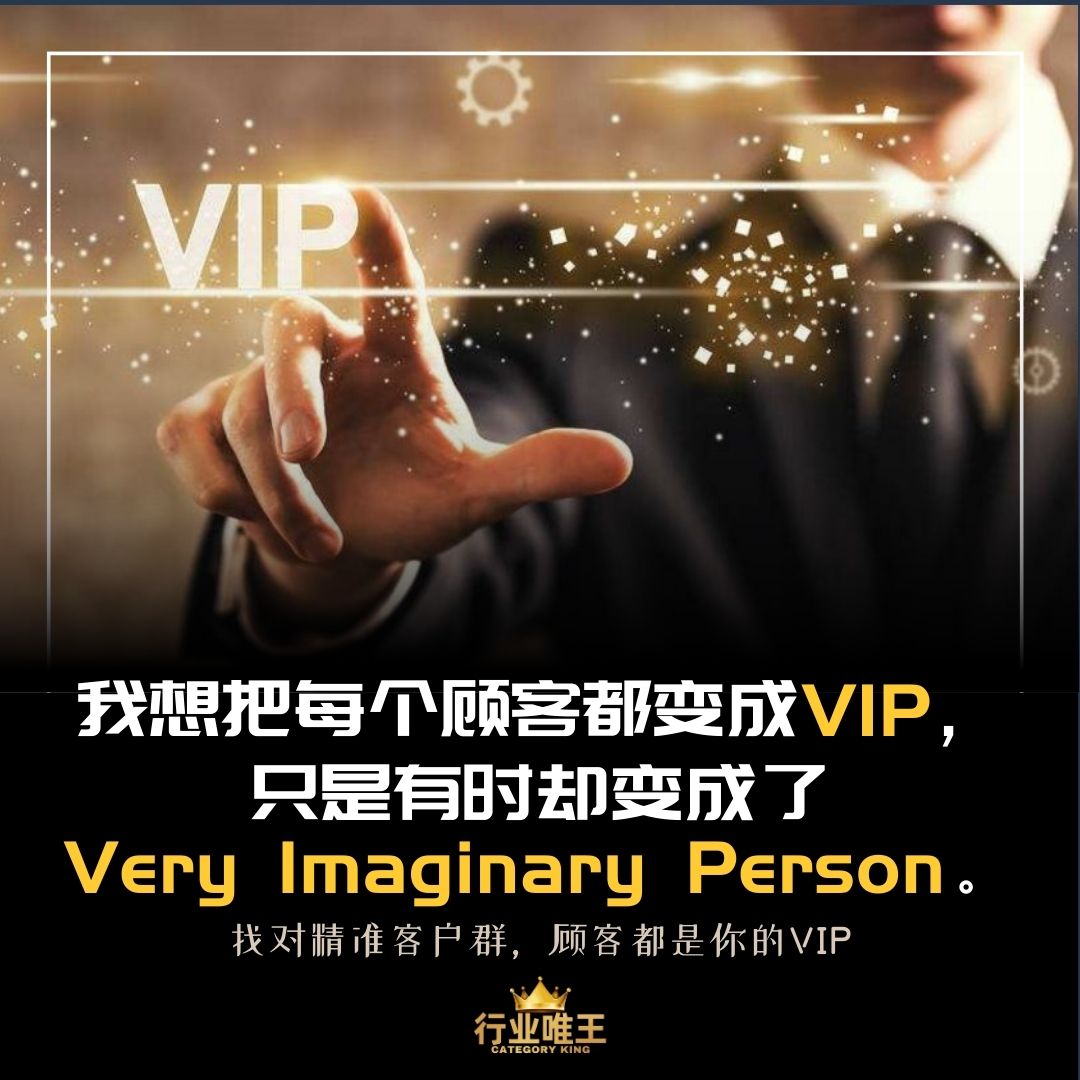 VIP
我想把每个顾客都变成VIP，
只是有时却变成了
Very Imaginary Person。
找对精准客户群，顾客都是你的VIP
行业唯王
CATEGORY KING